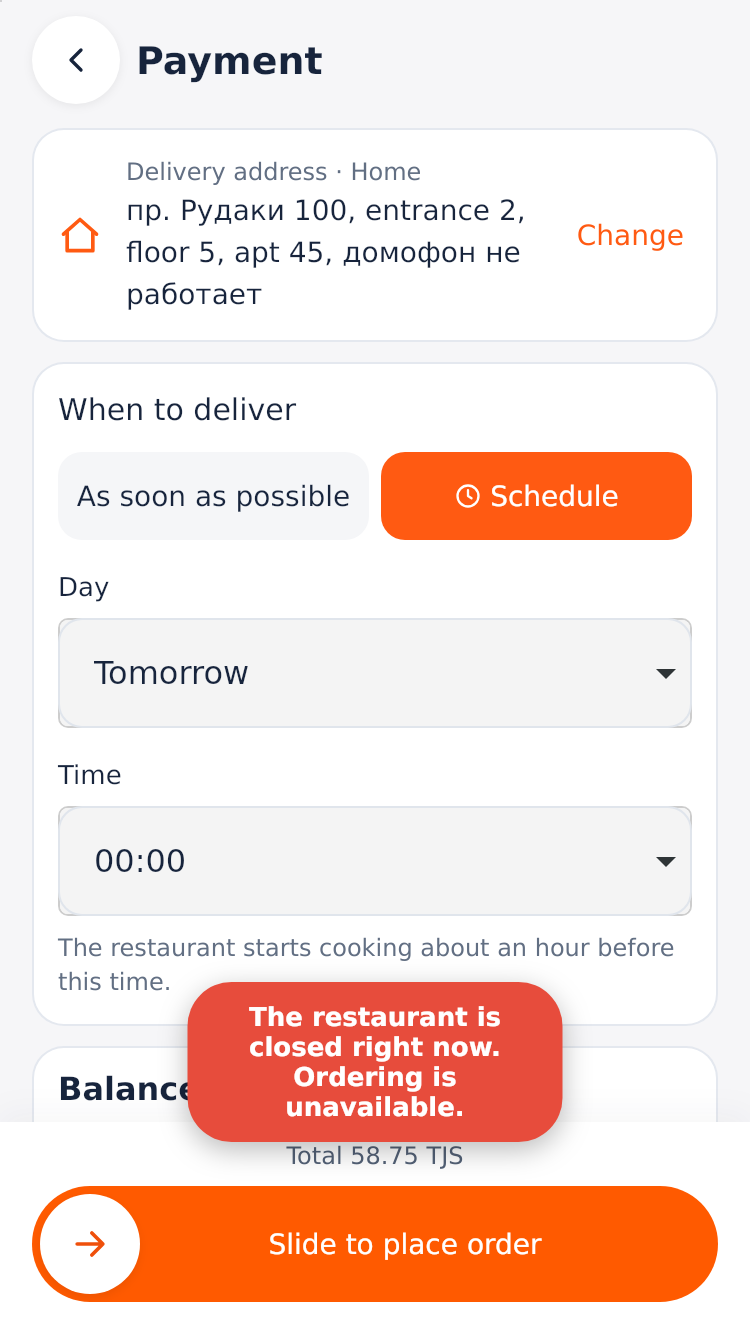 Payment
Delivery address · Home
пр. Рудаки 100, entrance 2,
floor 5, apt 45, домофон не
работает
Change
When to deliver
As soon as possible
Schedule
Day
Tomorrow
Time
00:00
The restaurant starts cooking about an hour before
this time.
The restaurant is
closed right now.
Ordering is
unavailable.
Balance
Total 58.75 TJS
Slide to place order